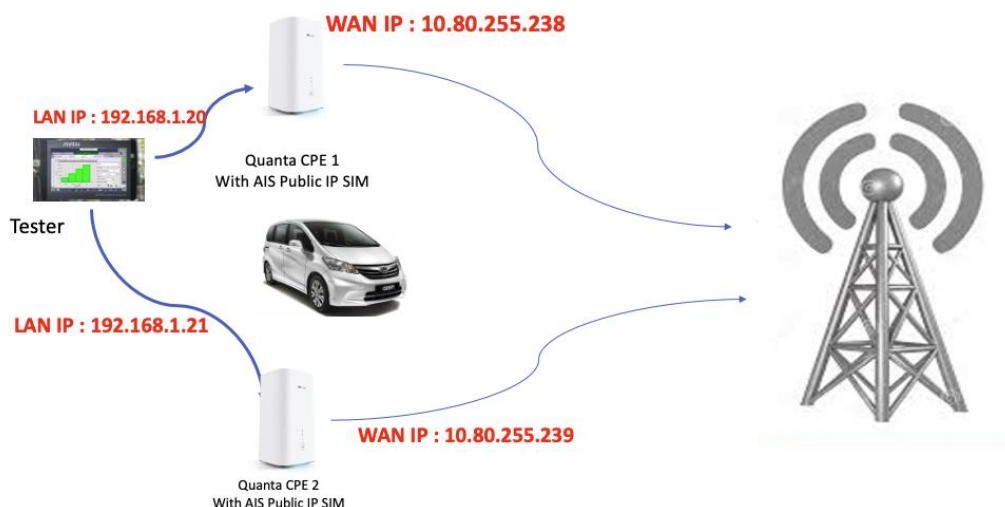 WAN IP : 10.80.255.238
LAN IP : 192.168.1.20
Quanta CPE 1
With AIS Public IP SIM
Tester
LAN IP : 192.168.1.21
WAN IP : 10.80.255.239
Quanta CPE 2
With AIS Public IP SIM